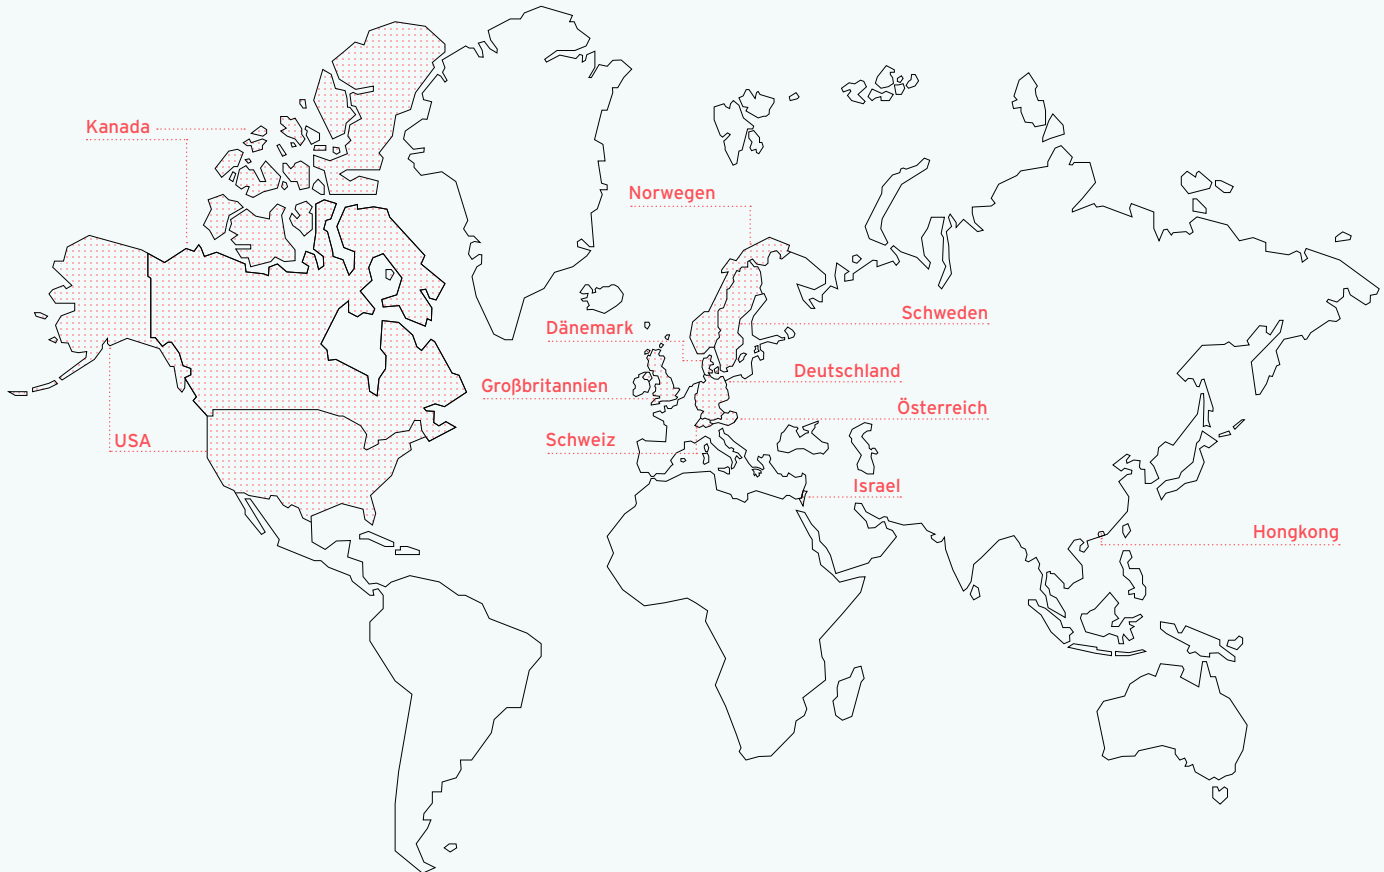 Kanada
Norwegen
Schweden
Dänemark
Deutschland
Großbritannien
Österreich
USA
Schweiz
Israel
Hongkong